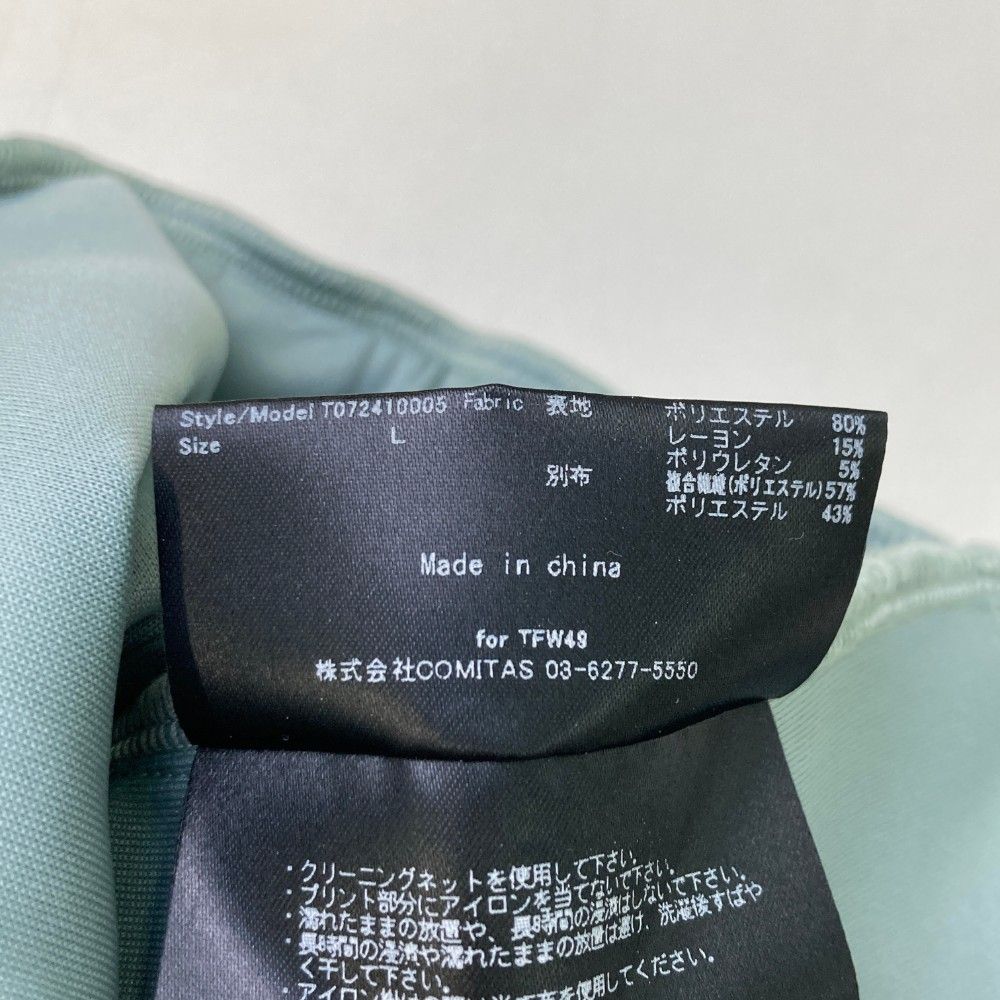 Style/Model T072410005 Fabric 表地 ポリエステル 80%
Size L レーヨン 15%
ポリウレタン 5%
別布 複合繊維(ポリエステル)57%
ポリエステル 43%
Made in china
for TFW49
株式会社COMITAS 03-6277-5550
・クリーニングネットを使用して下さい。
・プリント部分にアイロンを当てないで下さい。
・濡れたままの放置や、長時間の浸漬はしないで下さい。
・長時間の浸漬や濡れたままの放置は避け、洗濯後すばや
く干して下さい。